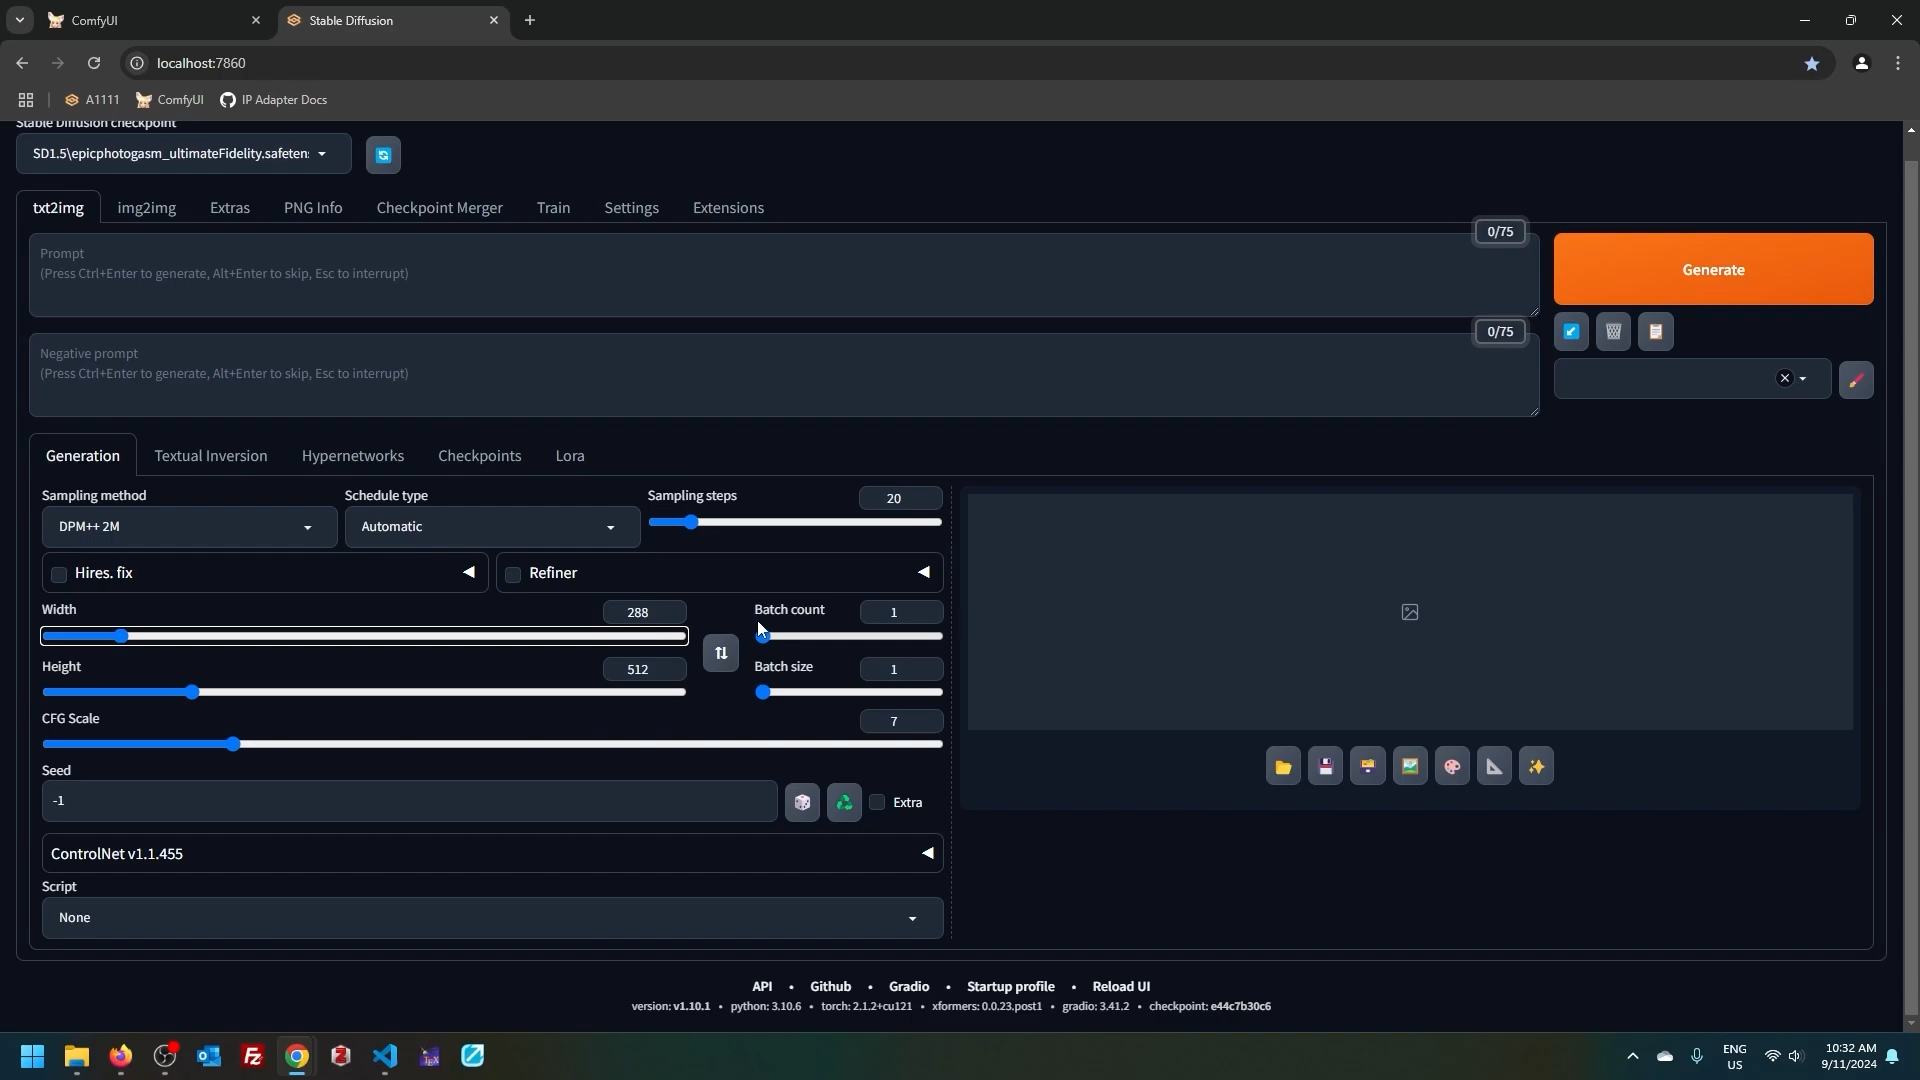 ComfyUI
Stable Diffusion
localhost:7860
A1111
ComfyUI
IP Adapter Docs
Stable Diffusion checkpoint
SD1.5\epicphotogasm_ultimateFidelity.safeten:
txt2img
img2img
Extras
PNG Info
Checkpoint Merger
Train
Settings
Extensions
0/75
Prompt
(Press Ctrl+Enter to generate, Alt+Enter to skip, Esc to interrupt)
Generate
0/75
Negative prompt
(Press Ctrl+Enter to generate, Alt+Enter to skip, Esc to interrupt)
Generation
Textual Inversion
Hypernetworks
Checkpoints
Lora
Sampling method
Schedule type
Sampling steps
20
DPM++ 2M
Automatic
Hires. fix
Refiner
Width
288
Batch count
1
Height
512
Batch size
1
CFG Scale
7
Seed
-1
Extra
ControlNet v1.1.455
Script
None
API • Github • Gradio • Startup profile • Reload UI
version: v1.10.1 • python: 3.10.6 • torch: 2.1.2+cu121 • xformers: 0.0.23.post1 • gradio: 3.41.2 • checkpoint: e44c7b30c6
ENG
US
10:32 AM
9/11/2024